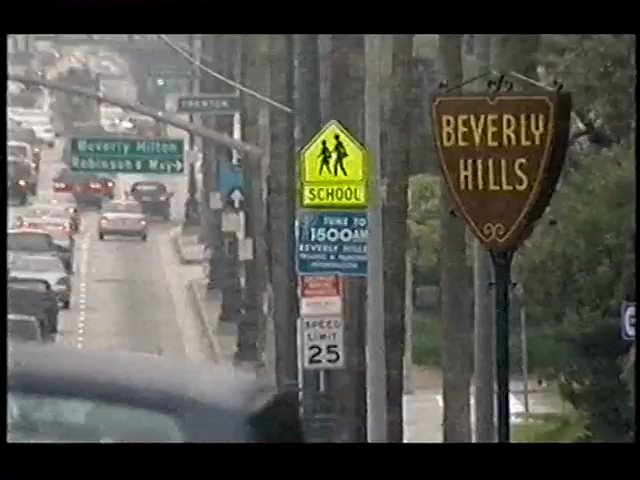 TRENTON
Beverly Hilton
Robinson's May
SCHOOL
TUNE TO
1500AM
BEVERLY HILLS
SPEED
LIMIT
25
BEVERLY
HILLS